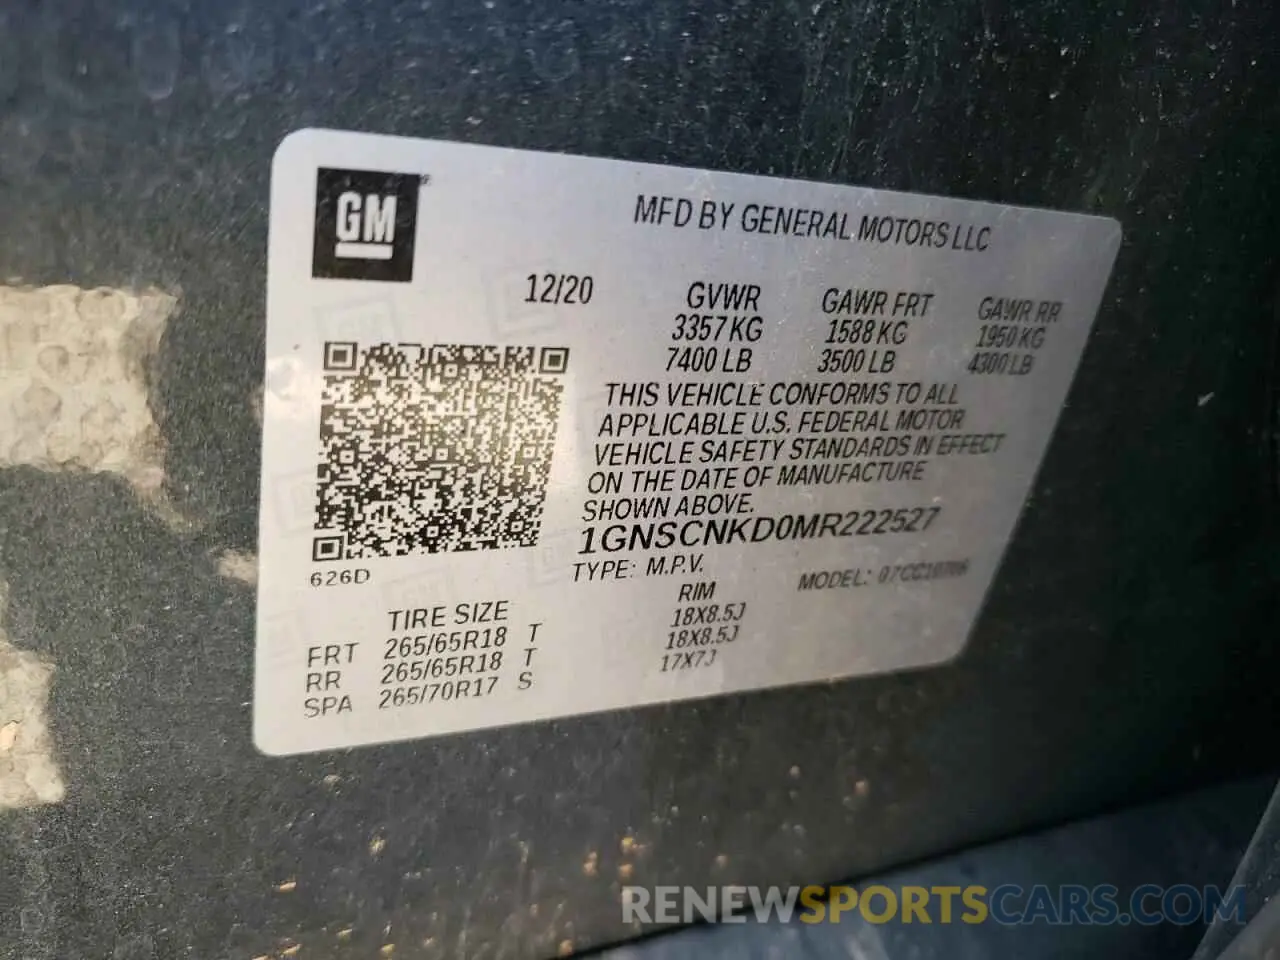 GM
MFD BY GENERAL MOTORS LLC
12/20 GVWR GAWR FRT GAWR RR
3357 KG 1588 KG 1950 KG
7400 LB 3500 LB 4300 LB
THIS VEHICLE CONFORMS TO ALL
APPLICABLE U.S. FEDERAL MOTOR
VEHICLE SAFETY STANDARDS IN EFFECT
ON THE DATE OF MANUFACTURE
SHOWN ABOVE.
1GNSCNKD0MR222527
626D
TYPE: M.P.V. MODEL:
TIRE SIZE RIM
FRT 265/65R18 T 18X8.5J
RR 265/65R18 T 18X8.5J
SPA 265/70R17 S 17X7J
RENEWSPORTSCARS.COM